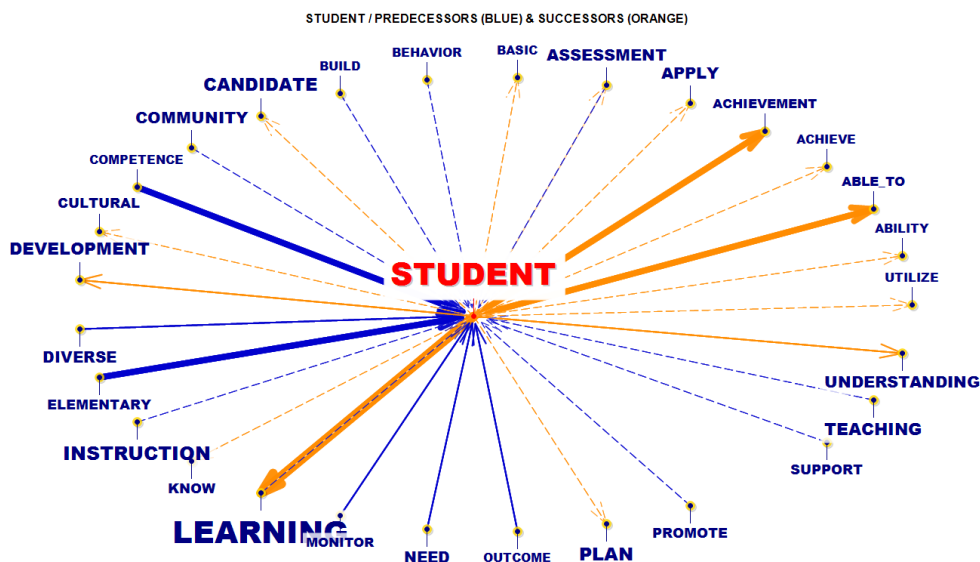 STUDENT / PREDECESSORS (BLUE) & SUCCESSORS (ORANGE)
BASIC
BEHAVIOR
ASSESSMENT
BUILD
APPLY
CANDIDATE
ACHIEVEMENT
COMMUNITY
ACHIEVE
COMPETENCE
ABLE_TO
CULTURAL
ABILITY
DEVELOPMENT
STUDENT
UTILIZE
DIVERSE
UNDERSTANDING
ELEMENTARY
TEACHING
INSTRUCTION
SUPPORT
KNOW
LEARNING
PROMOTE
MONITOR
NEED
OUTCOME
PLAN